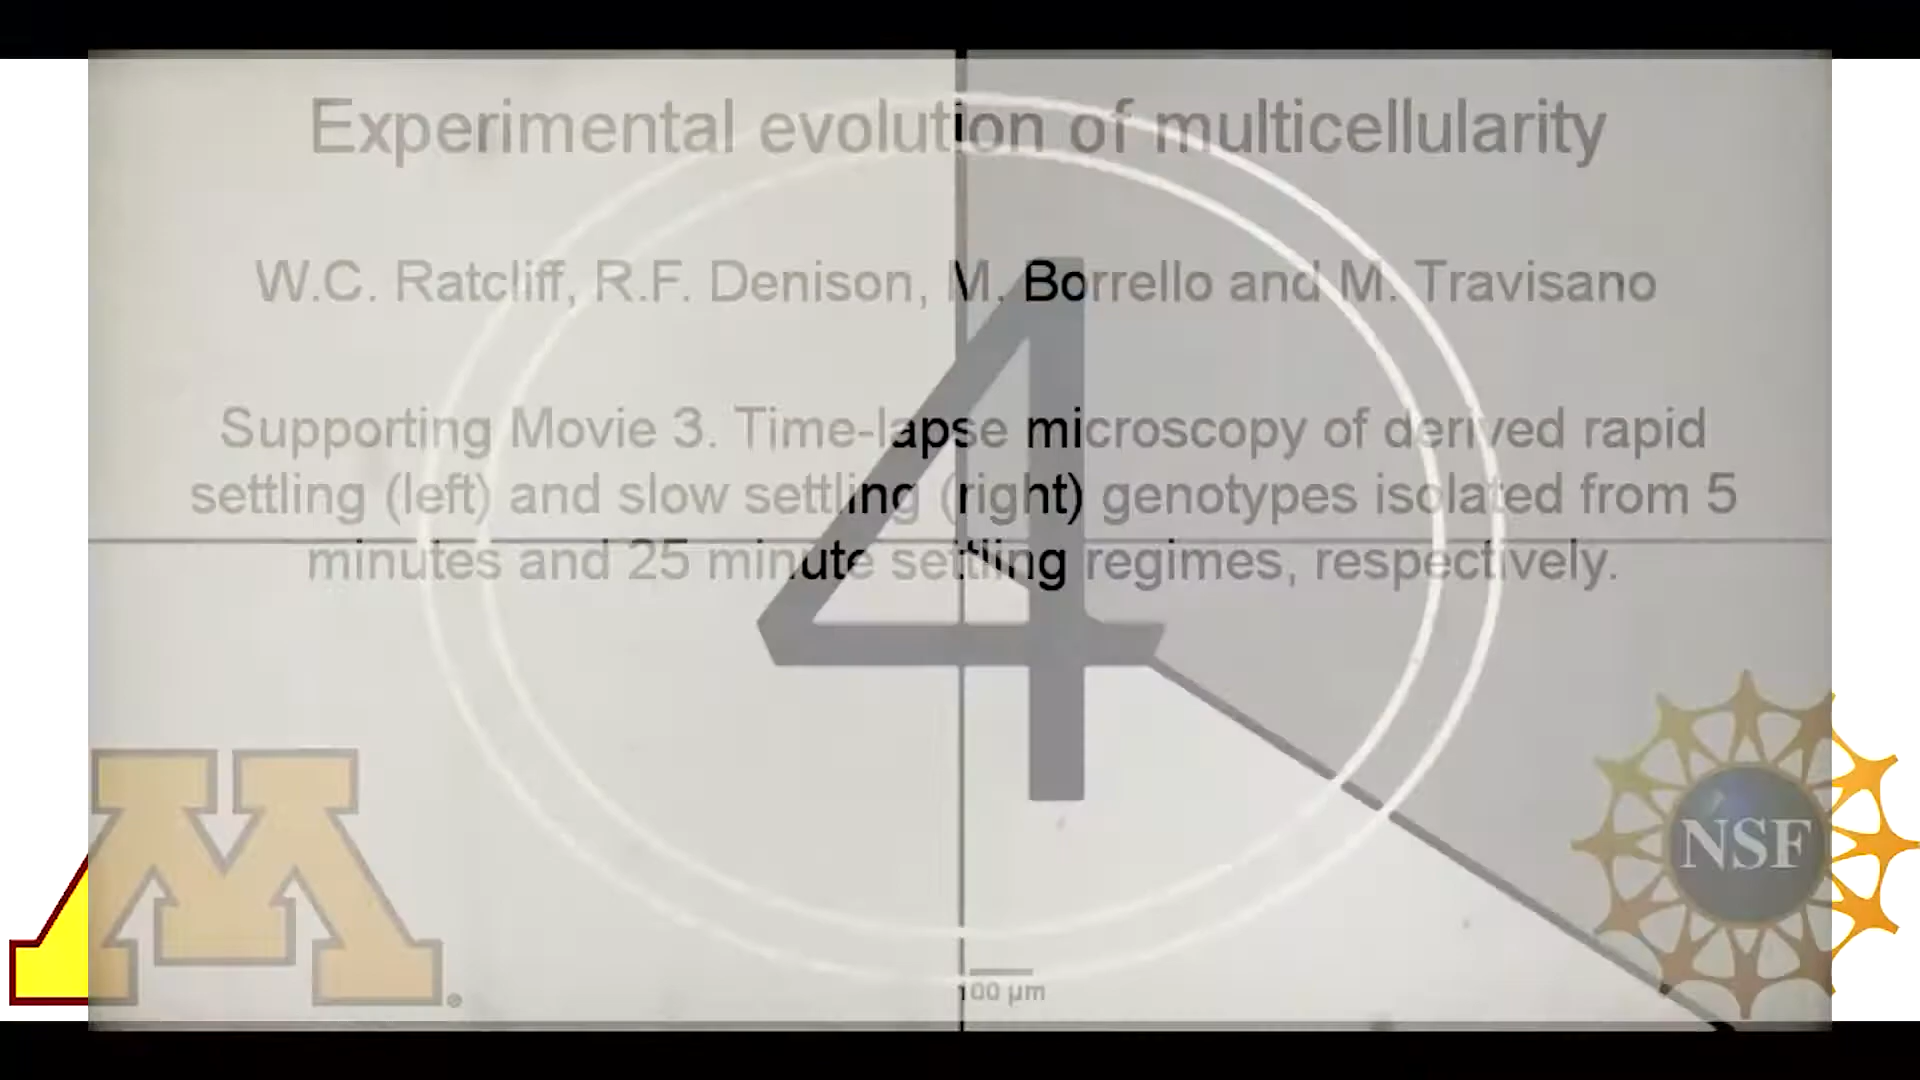 Experimental evolution of multicellularity
W.C. Ratcliff, R.F. Denison, M. Borrello and M. Travisano
Supporting Movie 3. Time-lapse microscopy of derived rapid
settling (left) and slow settling (right) genotypes isolated from 5
minutes and 25 minute settling regimes, respectively.
4
M
NSF
100 µm